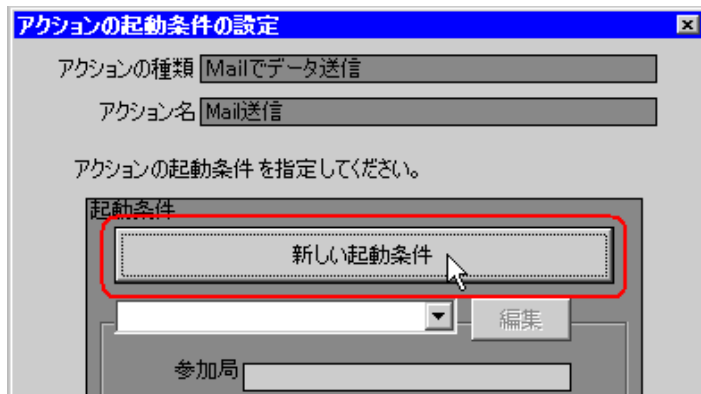 アクションの起動条件の設定
アクションの種類 Mailでデータ送信
アクション名 Mail送信
アクションの起動条件を指定してください。
起動条件
新しい起動条件
編集
参加局